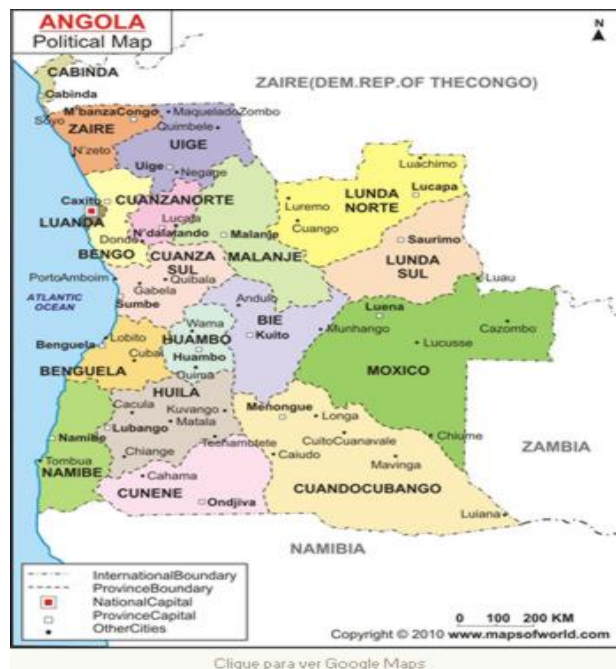 ANGOLA
Political Map
N
CABINDA
Cabinda
ZAIRE(DEM.REP.OF THECONGO)
Soyo
M'banzaCongo
MaqueladoZombo
Quimbele
ZAIRE
UIGE
N'zeto
Uige
Negage
Luachimo
Caxito
CUANZANORTE
Luremo
LUNDA
NORTE
Lucapa
LUANDA
Lucala
Cuango
N'dalatando
Malanje
Saurimo
Dondo
BENGO
CUANZA
SUL
MALANJE
LUNDA
SUL
PortoAmboim
Quibala
Gabela
Luau
ATLANTIC
OCEAN
Sumbe
Andulo
BIE
Luena
Cazombo
Wama
Munhango
Lobito
HUAMBO
Kuito
Lucusse
Benguela
Cubal
Huambo
BENGUELA
Quima
MOXICO
HUILA
Cacula
Kuvango
Menongue
Longa
Lubango
Matala
Namibe
CuitoCuanavale
Chiume
Techambtete
ZAMBIA
Chiange
Caiudo
Tombua
Mavinga
NAMIBE
Cahama
CUNENE
CUANDOCUBANGO
Ondjiva
Luiana
NAMIBIA
InternationalBoundary
ProvinceBoundary
NationalCapital
ProvinceCapital
OtherCities
0 100 200 KM
Copyright © 2010 www.mapsofworld.com
Clique para ver Google Maps